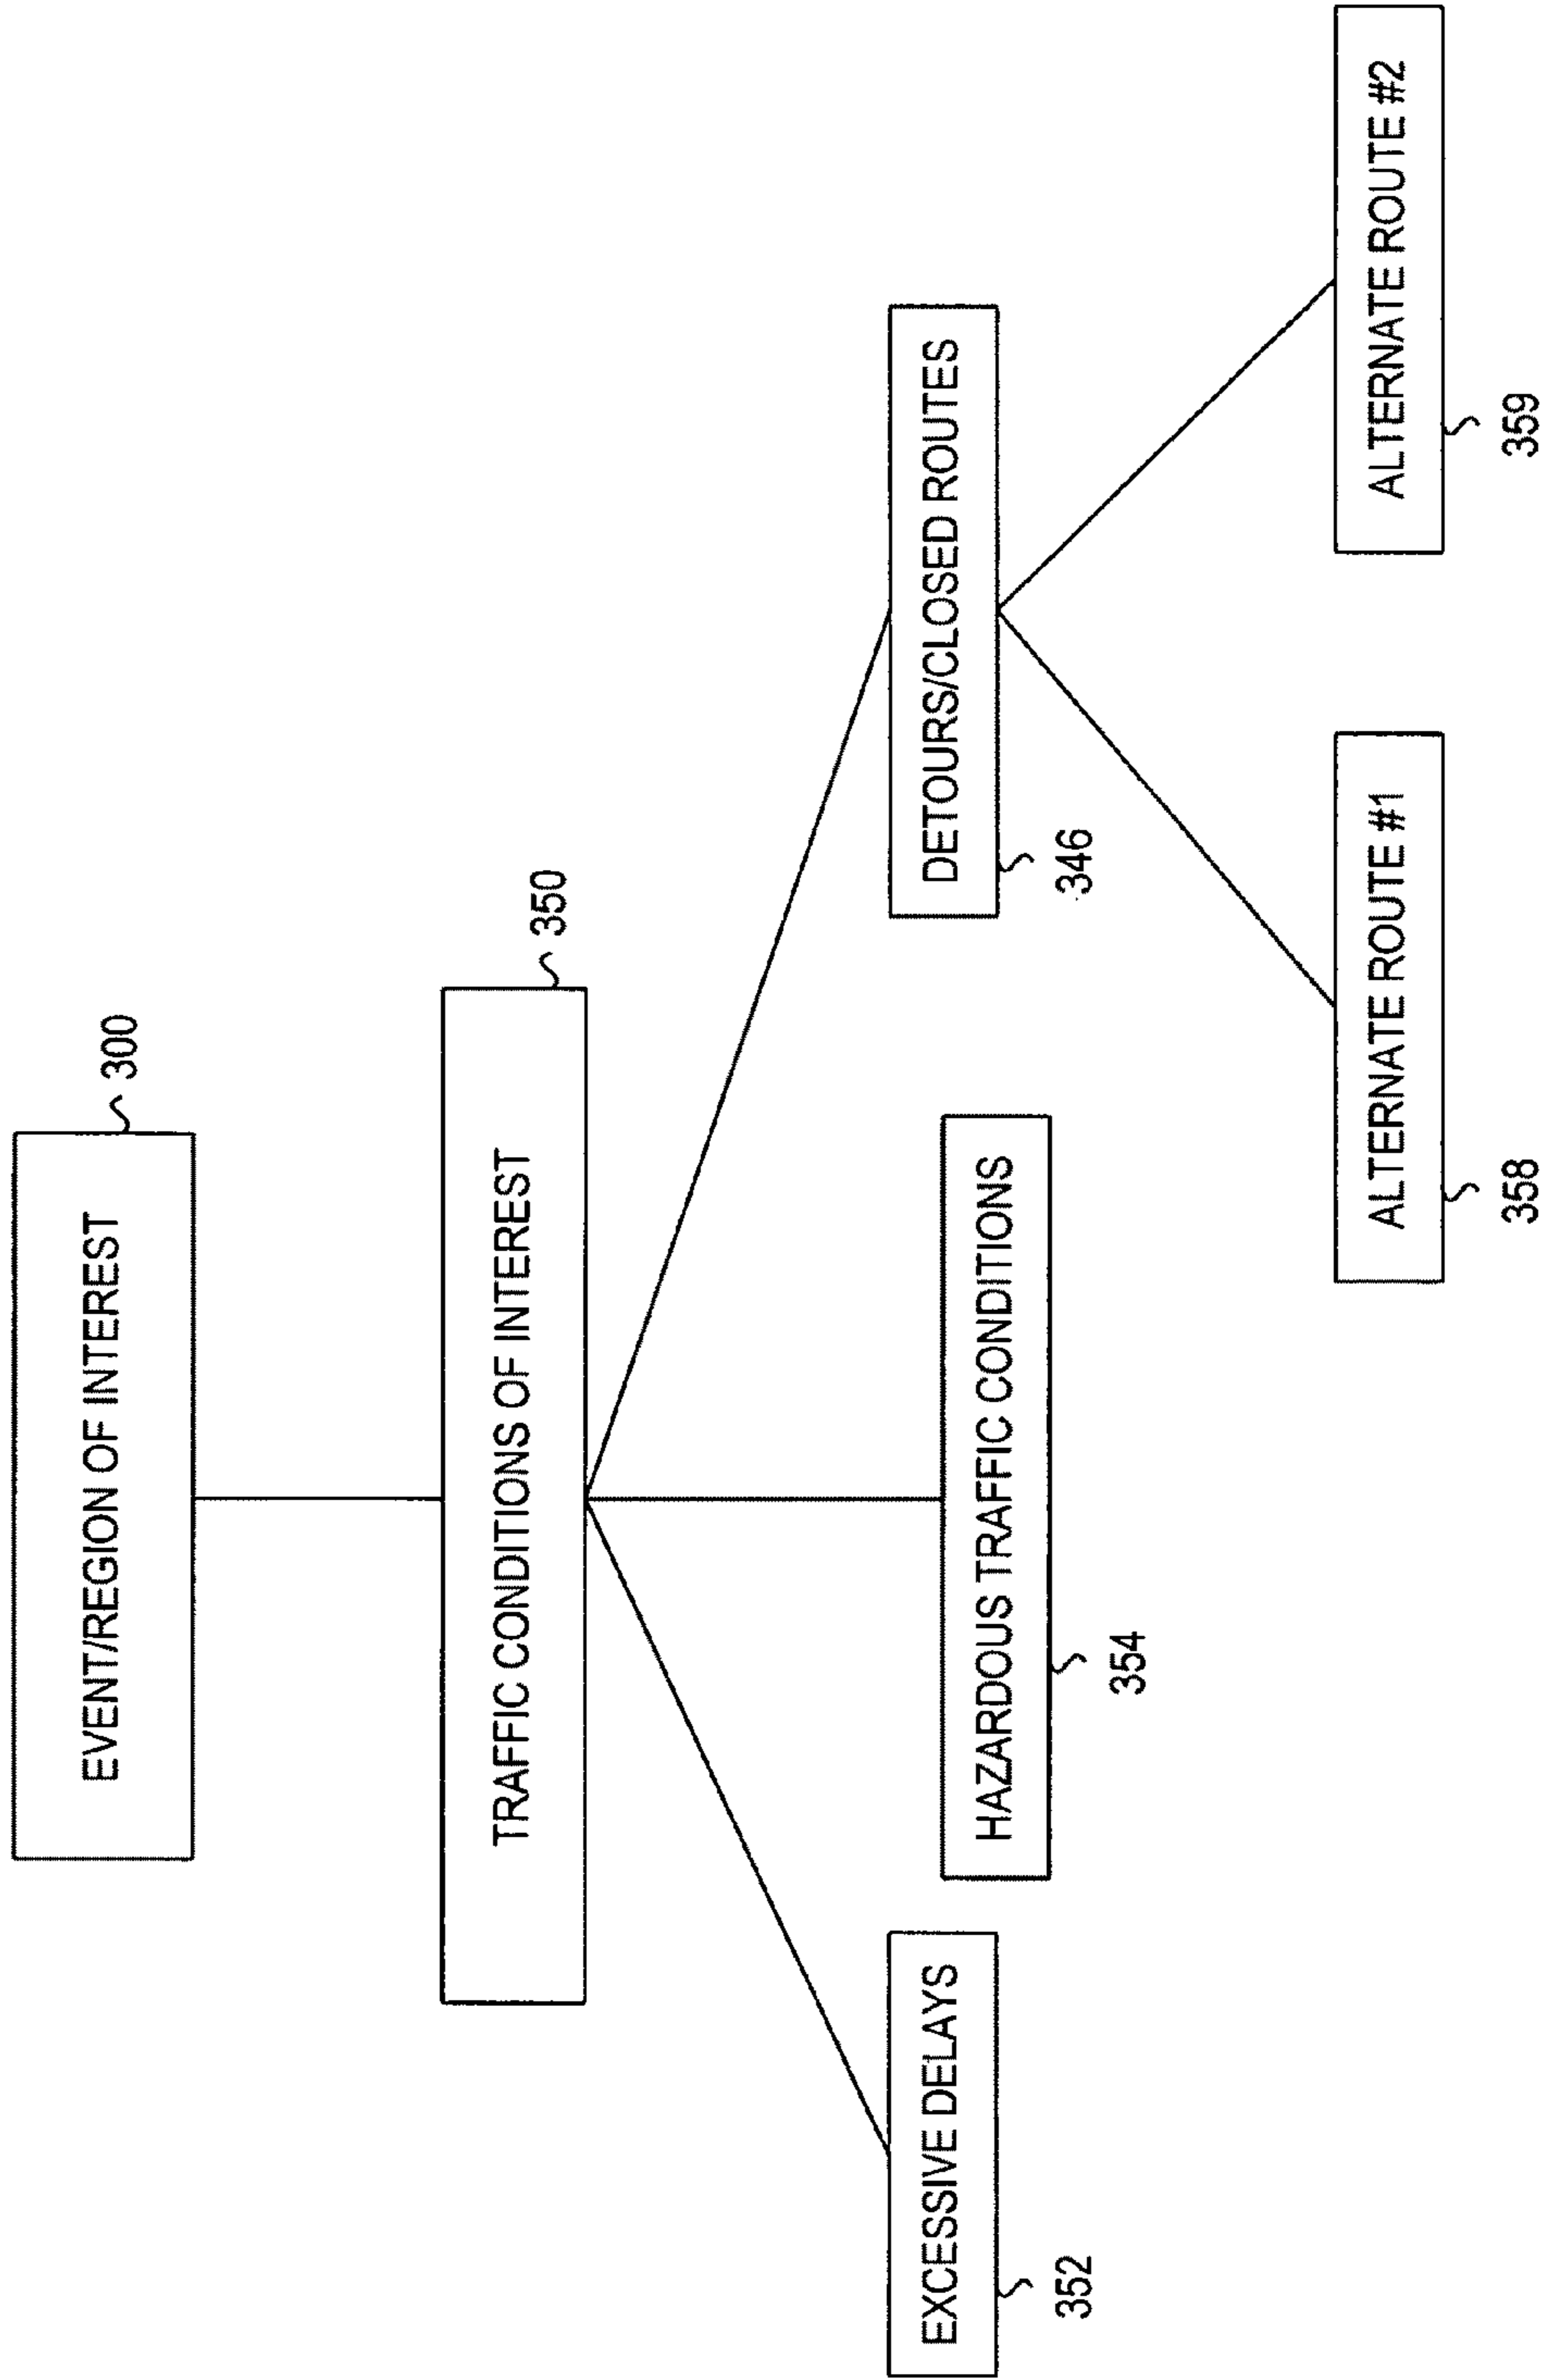 EVENT/REGION OF INTEREST
300
TRAFFIC CONDITIONS OF INTEREST
350
EXCESSIVE DELAYS
352
HAZARDOUS TRAFFIC CONDITIONS
354
DETOURS/CLOSED ROUTES
346
ALTERNATE ROUTE #1
358
ALTERNATE ROUTE #2
359